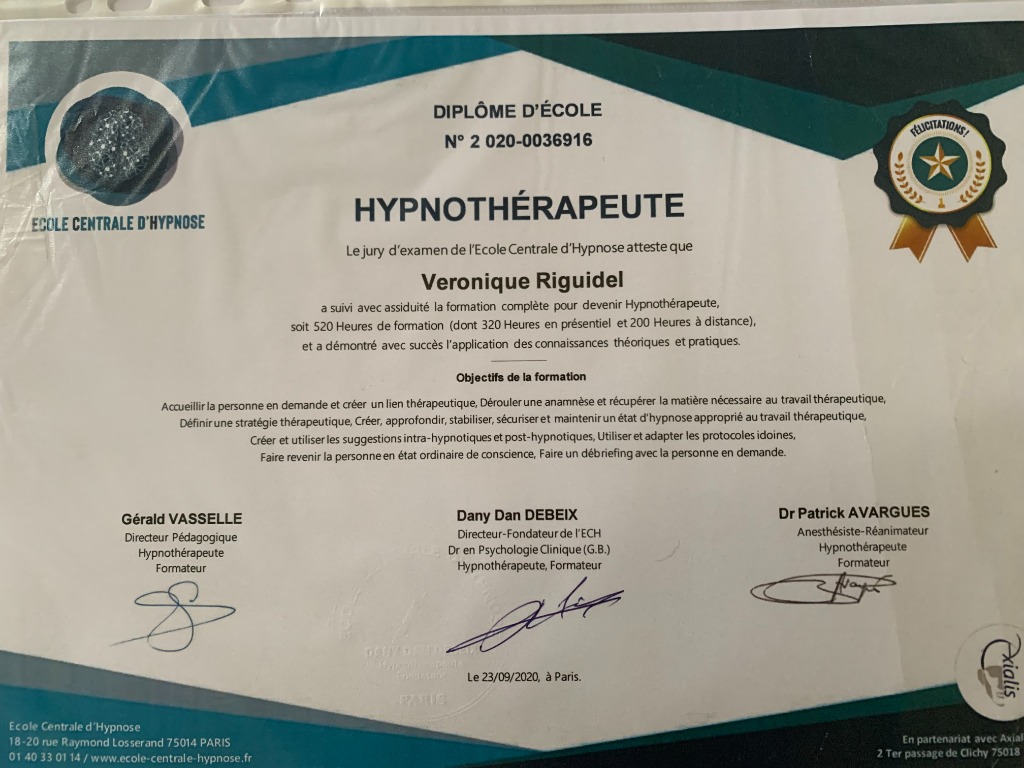 DIPLÔME D'ÉCOLE
N° 2 020-0036916
FÉLICITATIONS!
ECOLE CENTRALE D'HYPNOSE
HYPNOTHÉRAPEUTE
Le jury d'examen de l'Ecole Centrale d'Hypnose atteste que
Veronique Riguidel
a suivi avec assiduité la formation complète pour devenir Hypnothérapeute,
soit 520 Heures de formation (dont 320 Heures en présentiel et 200 Heures à distance),
et a démontré avec succès l'application des connaissances théoriques et pratiques.
Objectifs de la formation
Accueillir la personne en demande et créer un lien thérapeutique, Dérouler une anamnèse et récupérer la matière nécessaire au travail thérapeutique,
Définir une stratégie thérapeutique, Créer, approfondir, stabiliser, sécuriser et maintenir un état d'hypnose approprié au travail thérapeutique,
Créer et utiliser les suggestions intra-hypnotiques et post-hypnotiques, Utiliser et adapter les protocoles idoines,
Faire revenir la personne en état ordinaire de conscience, Faire un débriefing avec la personne en demande.
Gérald VASSELLE
Directeur Pédagogique
Hypnothérapeute
Formateur
Dany Dan DEBEIX
Directeur-Fondateur de l'ECH
Dr en Psychologie Clinique (G.B.)
Hypnothérapeute, Formateur
Dr Patrick AVARGUES
Anesthésiste-Réanimateur
Hypnothérapeute
Formateur
PARIS
Le 23/09/2020, à Paris.
Axialis
Ecole Centrale d'Hypnose
18-20 rue Raymond Losserand 75014 PARIS
01 40 33 01 14 / www.ecole-centrale-hypnose.fr
En partenariat avec Axial
2 Ter passage de Clichy 75018